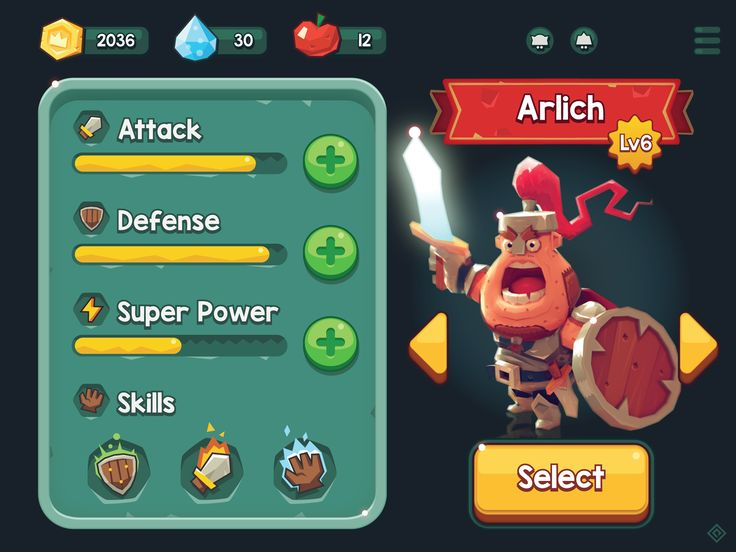 2036
30
12
Arlich
Lv6
Attack
Defense
Super Power
Skills
Select